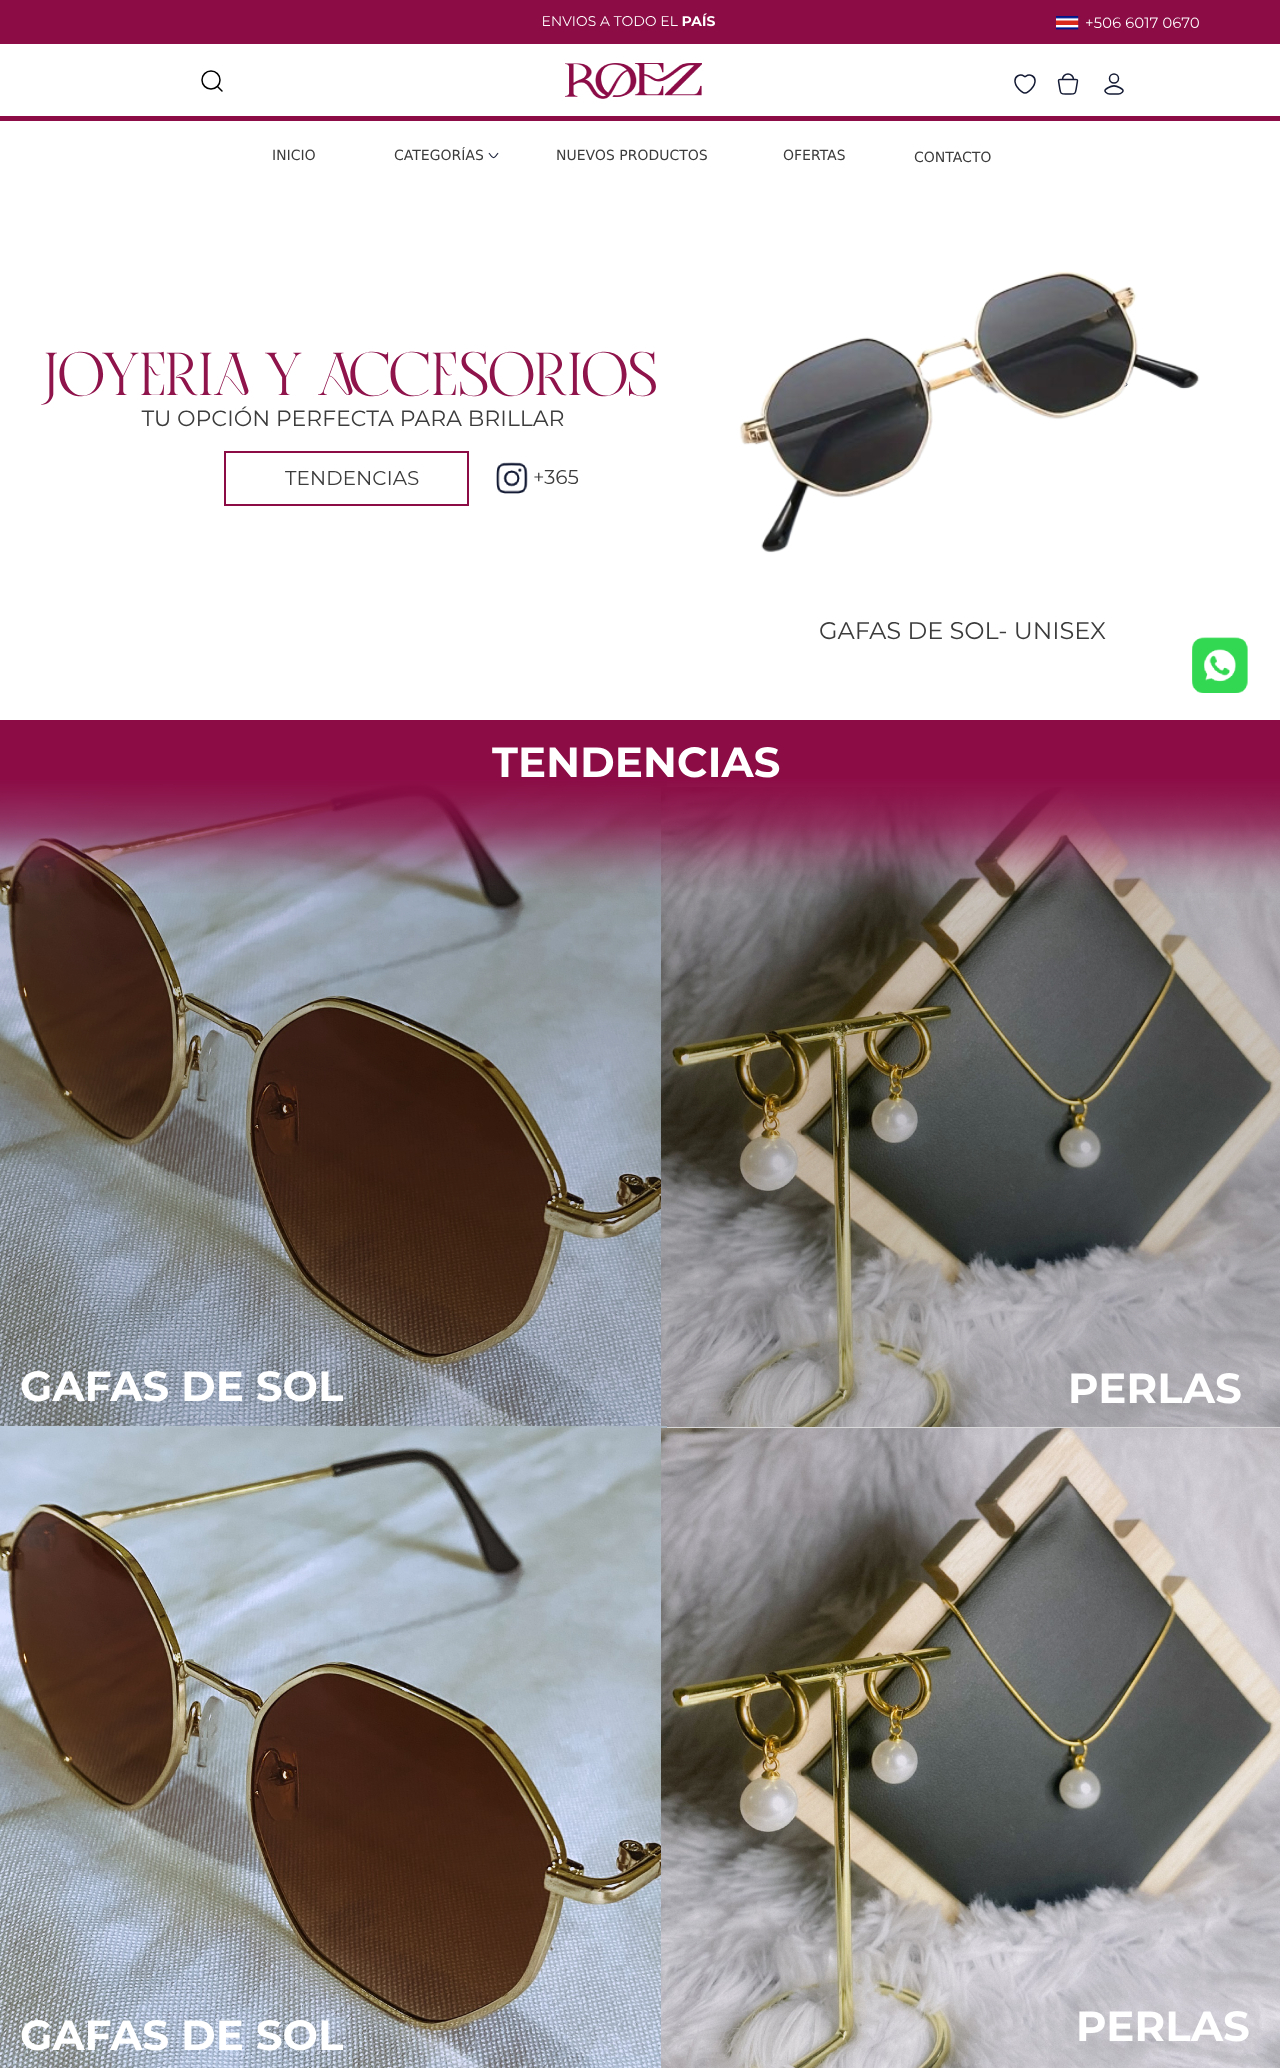 ENVIOS A TODO EL PAÍS
+506 6017 0670
ROEZ
INICIO
CATEGORÍAS
NUEVOS PRODUCTOS
OFERTAS
CONTACTO
JOYERIA Y ACCESORIOS
TU OPCIÓN PERFECTA PARA BRILLAR
TENDENCIAS
+365
GAFAS DE SOL- UNISEX
TENDENCIAS
GAFAS DE SOL
PERLAS
GAFAS DE SOL
PERLAS